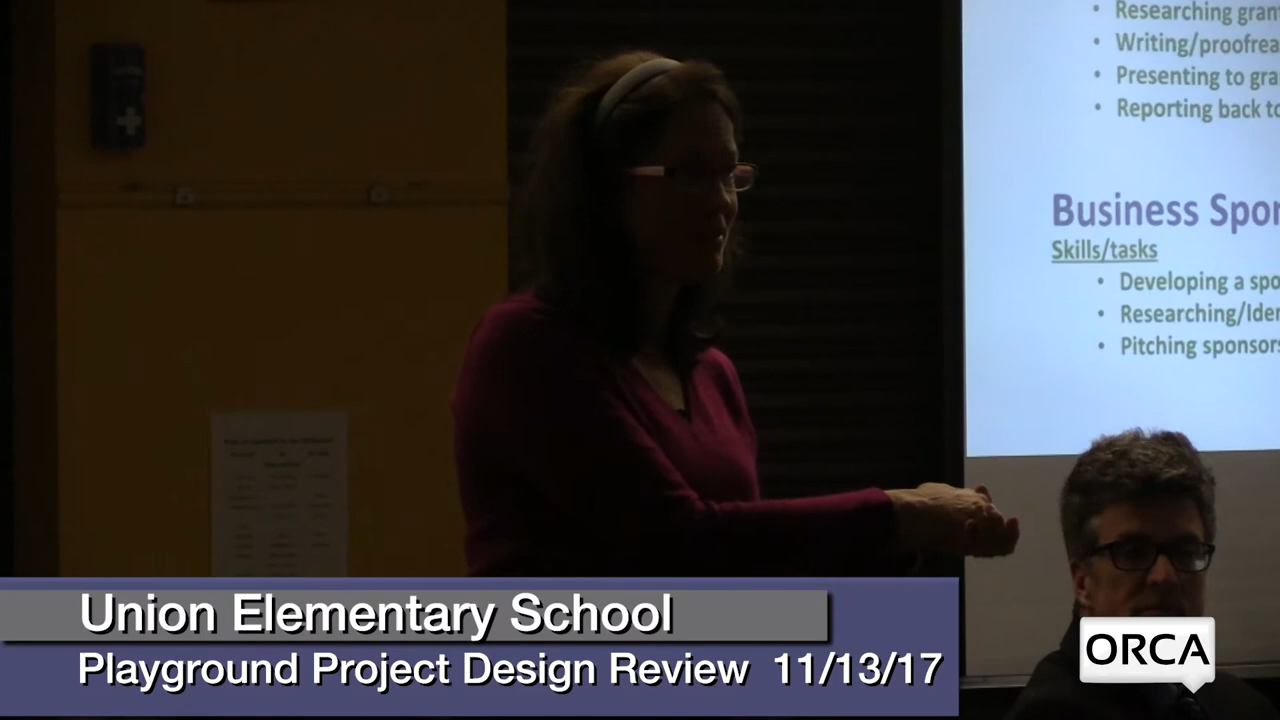 Researching gran
Writing/proofrea
Presenting to gra
Reporting back to
Business Spon
Skills/tasks
Developing a spo
Researching/Iden
Pitching sponsors
Union Elementary School
Playground Project Design Review 11/13/17
ORCA